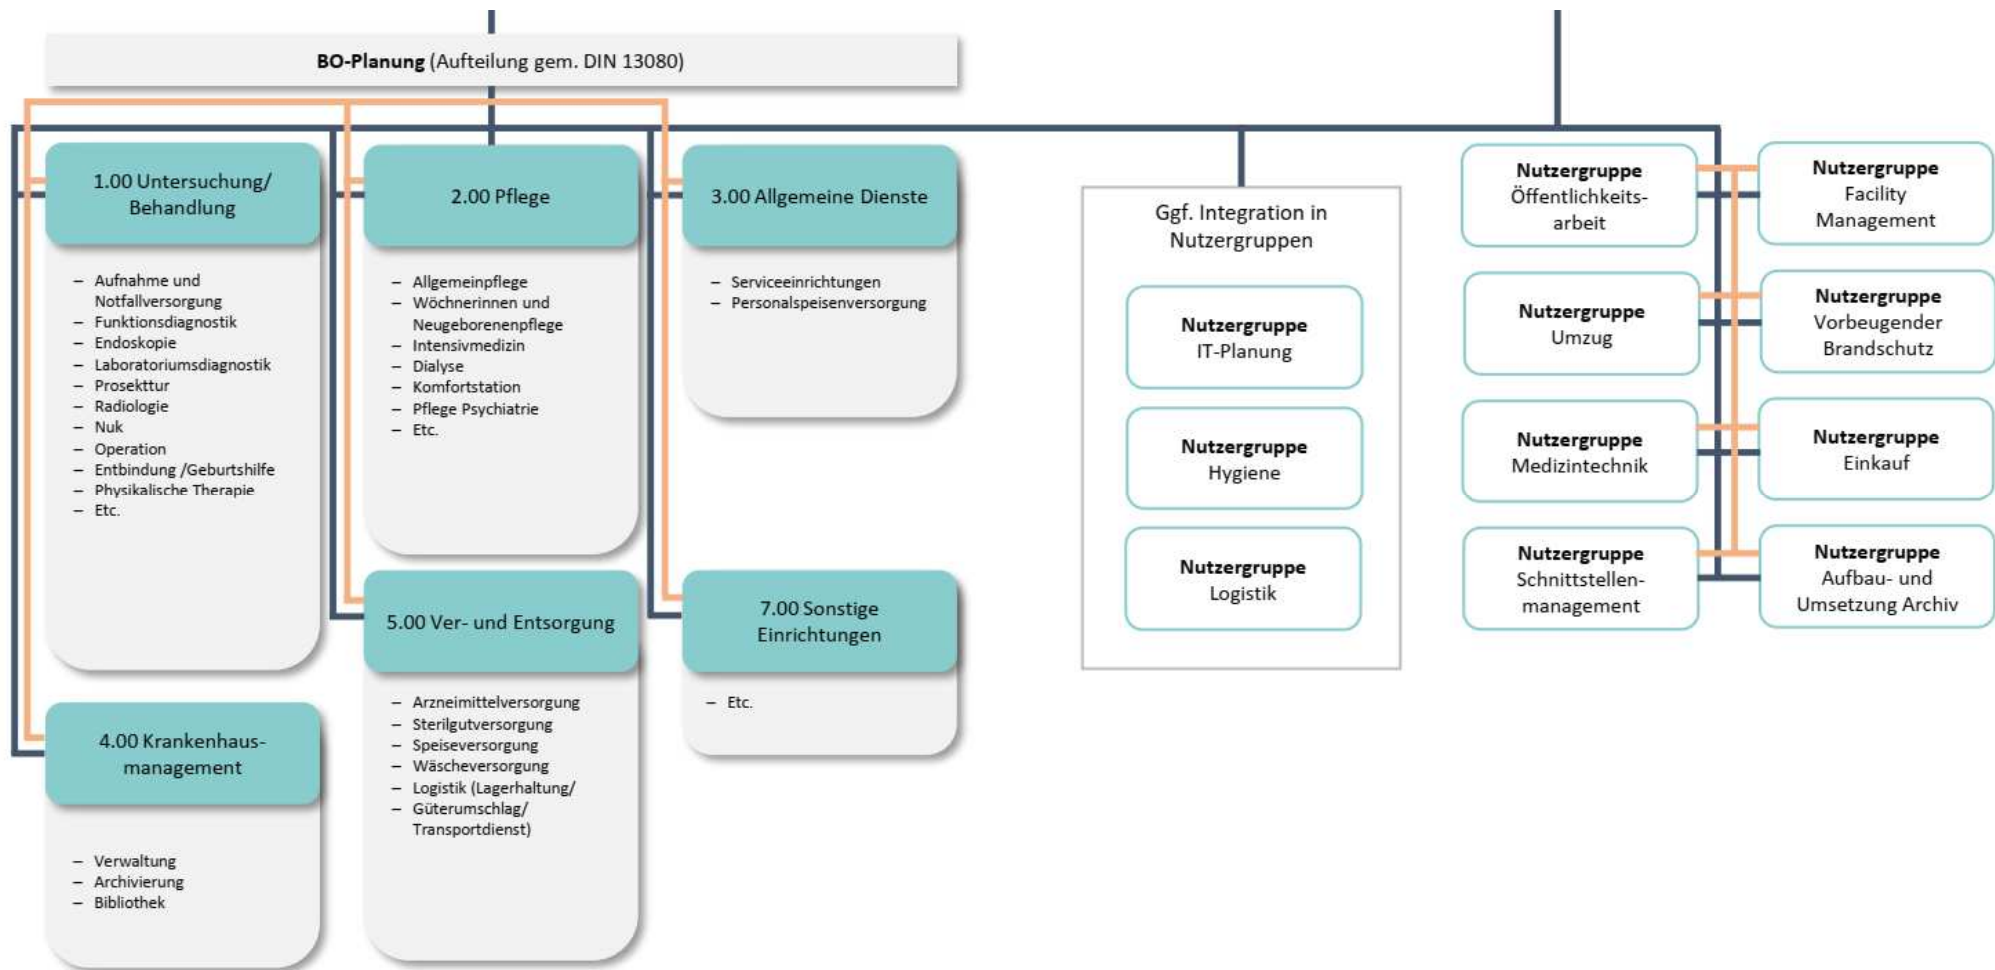 BO-Planung (Aufteilung gem. DIN 13080)
1.00 Untersuchung/
Behandlung
– Aufnahme und
Notfallversorgung
– Funktionsdiagnostik
– Endoskopie
– Laboratoriumsdiagnostik
– Prosekttur
– Radiologie
– Nuk
– Operation
– Entbindung /Geburtshilfe
– Physikalische Therapie
– Etc.
2.00 Pflege
– Allgemeinpflege
– Wöchnerinnen und
Neugeborenenpflege
– Intensivmedizin
– Dialyse
– Komfortstation
– Pflege Psychiatrie
– Etc.
3.00 Allgemeine Dienste
– Serviceeinrichtungen
– Personalspeisenversorgung
4.00 Krankenhaus-
management
– Verwaltung
– Archivierung
– Bibliothek
5.00 Ver- und Entsorgung
– Arzneimittelversorgung
– Sterilgutversorgung
– Speiseversorgung
– Wäscheversorgung
– Logistik (Lagerhaltung/
– Güterumschlag/
Transportdienst)
7.00 Sonstige
Einrichtungen
– Etc.
Ggf. Integration in
Nutzergruppen
Nutzergruppe
IT-Planung
Nutzergruppe
Hygiene
Nutzergruppe
Logistik
Nutzergruppe
Öffentlichkeits-
arbeit
Nutzergruppe
Facility
Management
Nutzergruppe
Umzug
Nutzergruppe
Vorbeugender
Brandschutz
Nutzergruppe
Medizintechnik
Nutzergruppe
Einkauf
Nutzergruppe
Schnittstellen-
management
Nutzergruppe
Aufbau- und
Umsetzung Archiv